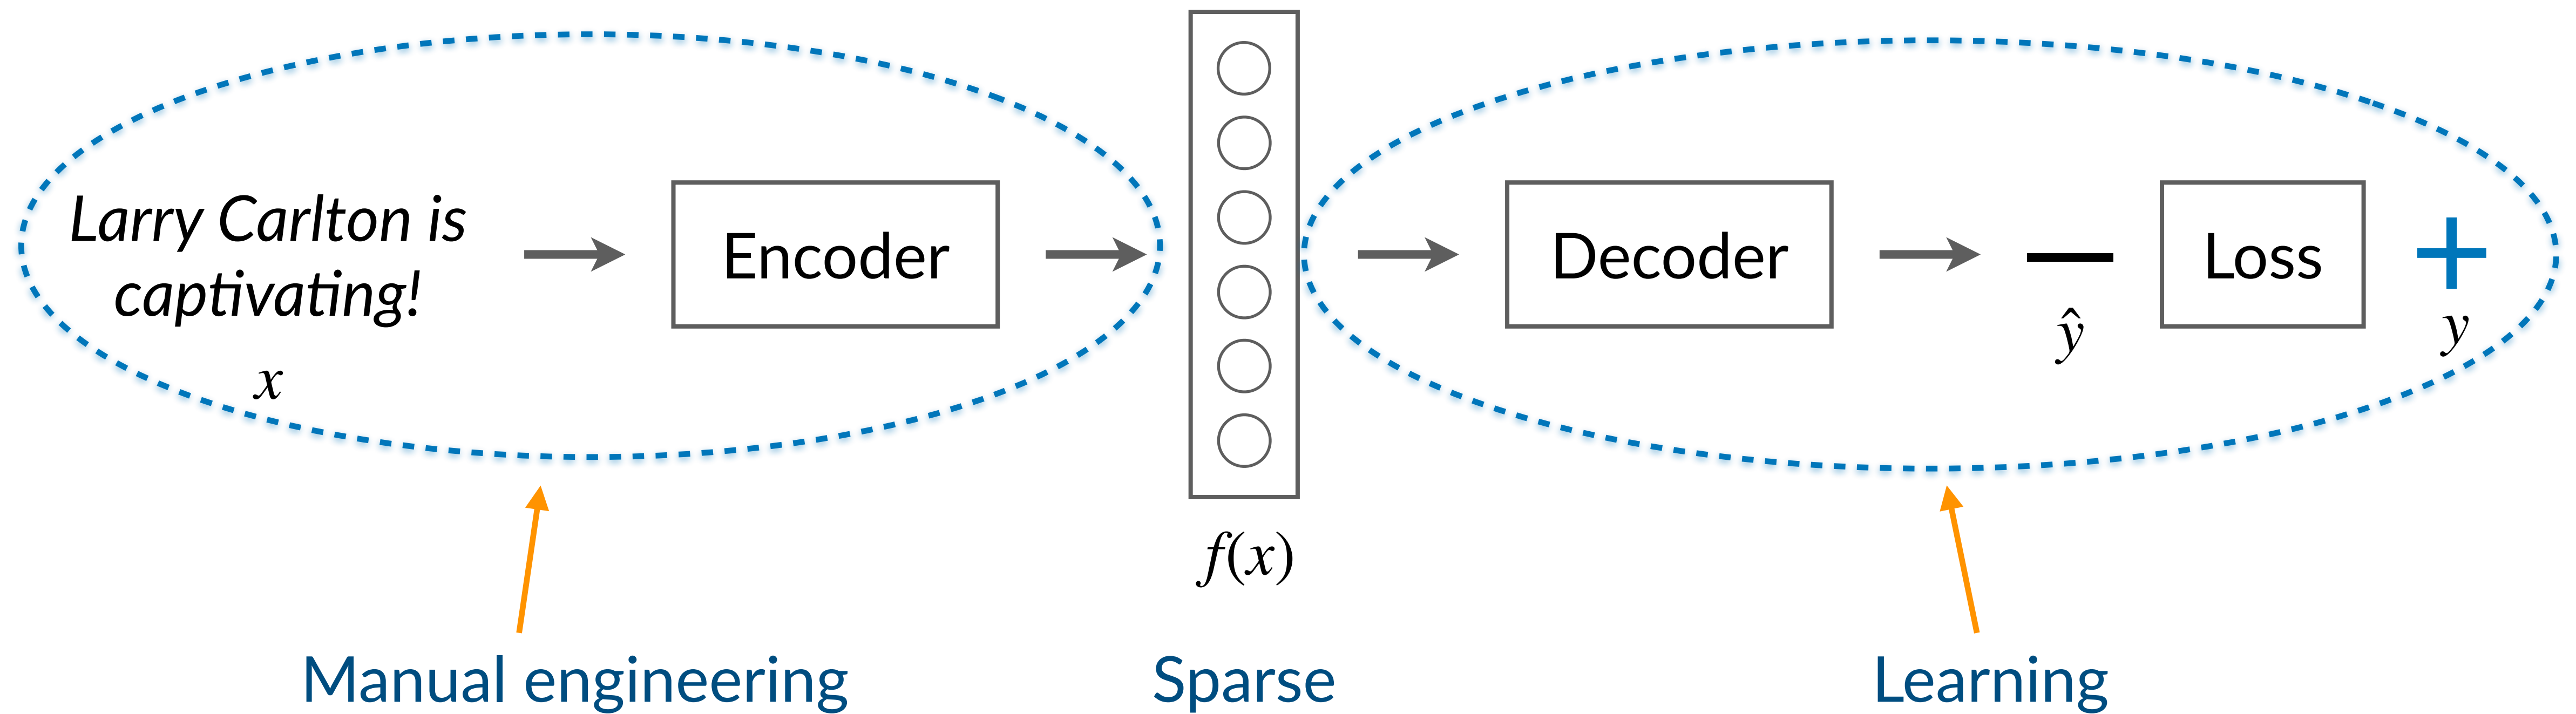 Larry Carlton is
captivating!
x
Encoder
f(x)
Decoder
—
ŷ
Loss
+
y
Manual engineering
Sparse
Learning